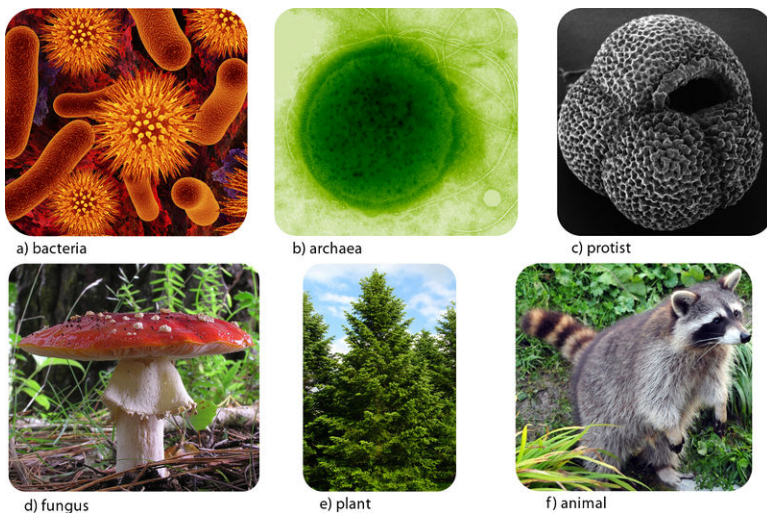 a) bacteria
b) archaea
c) protist
d) fungus
e) plant
f) animal